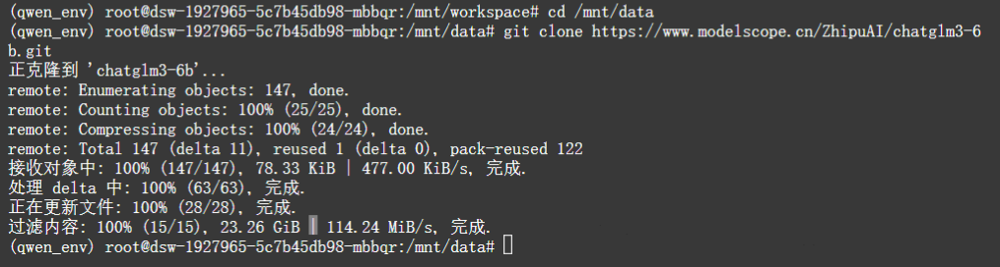 (qwen_env) root@dsw-1927965-5c7b45db98-mbbqr:/mnt/workspace# cd /mnt/data
(qwen_env) root@dsw-1927965-5c7b45db98-mbbqr:/mnt/data# git clone https://www.modelscope.cn/ZhipuAI/chatglm3-6
b.git
正克隆到 'chatglm3-6b'...
remote: Enumerating objects: 147, done.
remote: Counting objects: 100% (25/25), done.
remote: Compressing objects: 100% (24/24), done.
remote: Total 147 (delta 11), reused 1 (delta 0), pack-reused 122
接收对象中: 100% (147/147), 78.33 KiB | 477.00 KiB/s, 完成.
处理 delta 中: 100% (63/63), 完成.
正在更新文件: 100% (28/28), 完成.
过滤内容: 100% (15/15), 23.26 GiB | 114.24 MiB/s, 完成.
(qwen_env) root@dsw-1927965-5c7b45db98-mbbqr:/mnt/data#